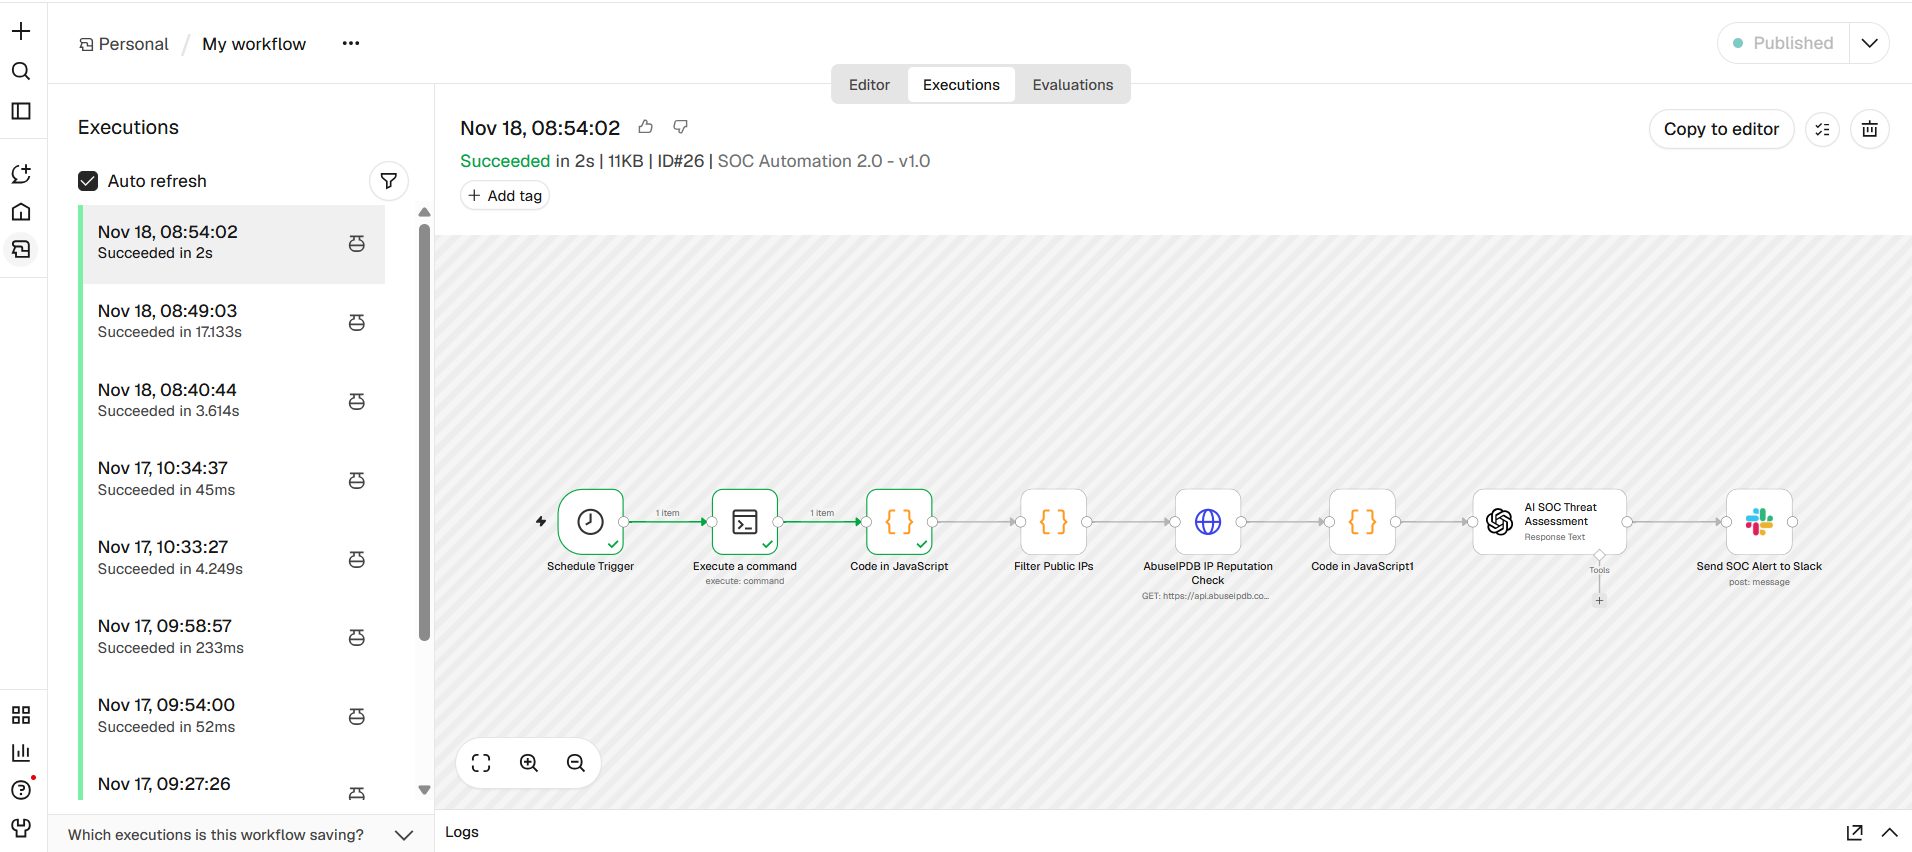 Personal / My workflow ...
Published
Editor Executions Evaluations
Executions
Auto refresh
Nov 18, 08:54:02
Succeeded in 2s
Nov 18, 08:49:03
Succeeded in 17.133s
Nov 18, 08:40:44
Succeeded in 3.614s
Nov 17, 10:34:37
Succeeded in 45ms
Nov 17, 10:33:27
Succeeded in 4.249s
Nov 17, 09:58:57
Succeeded in 233ms
Nov 17, 09:54:00
Succeeded in 52ms
Nov 17, 09:27:26
Which executions is this workflow saving?
Nov 18, 08:54:02
Succeeded in 2s | 11KB | ID#26 | SOC Automation 2.0 - v1.0
+ Add tag
Copy to editor
1 item
1 item
Schedule Trigger
Execute a command
execute: command
Code in JavaScript
Filter Public IPs
AbuseIPDB IP Reputation
Check
GET: https://api.abuseipdb.co...
Code in JavaScript1
AI SOC Threat
Assessment
Response Text
Tools
+
Send SOC Alert to Slack
post: message
Logs